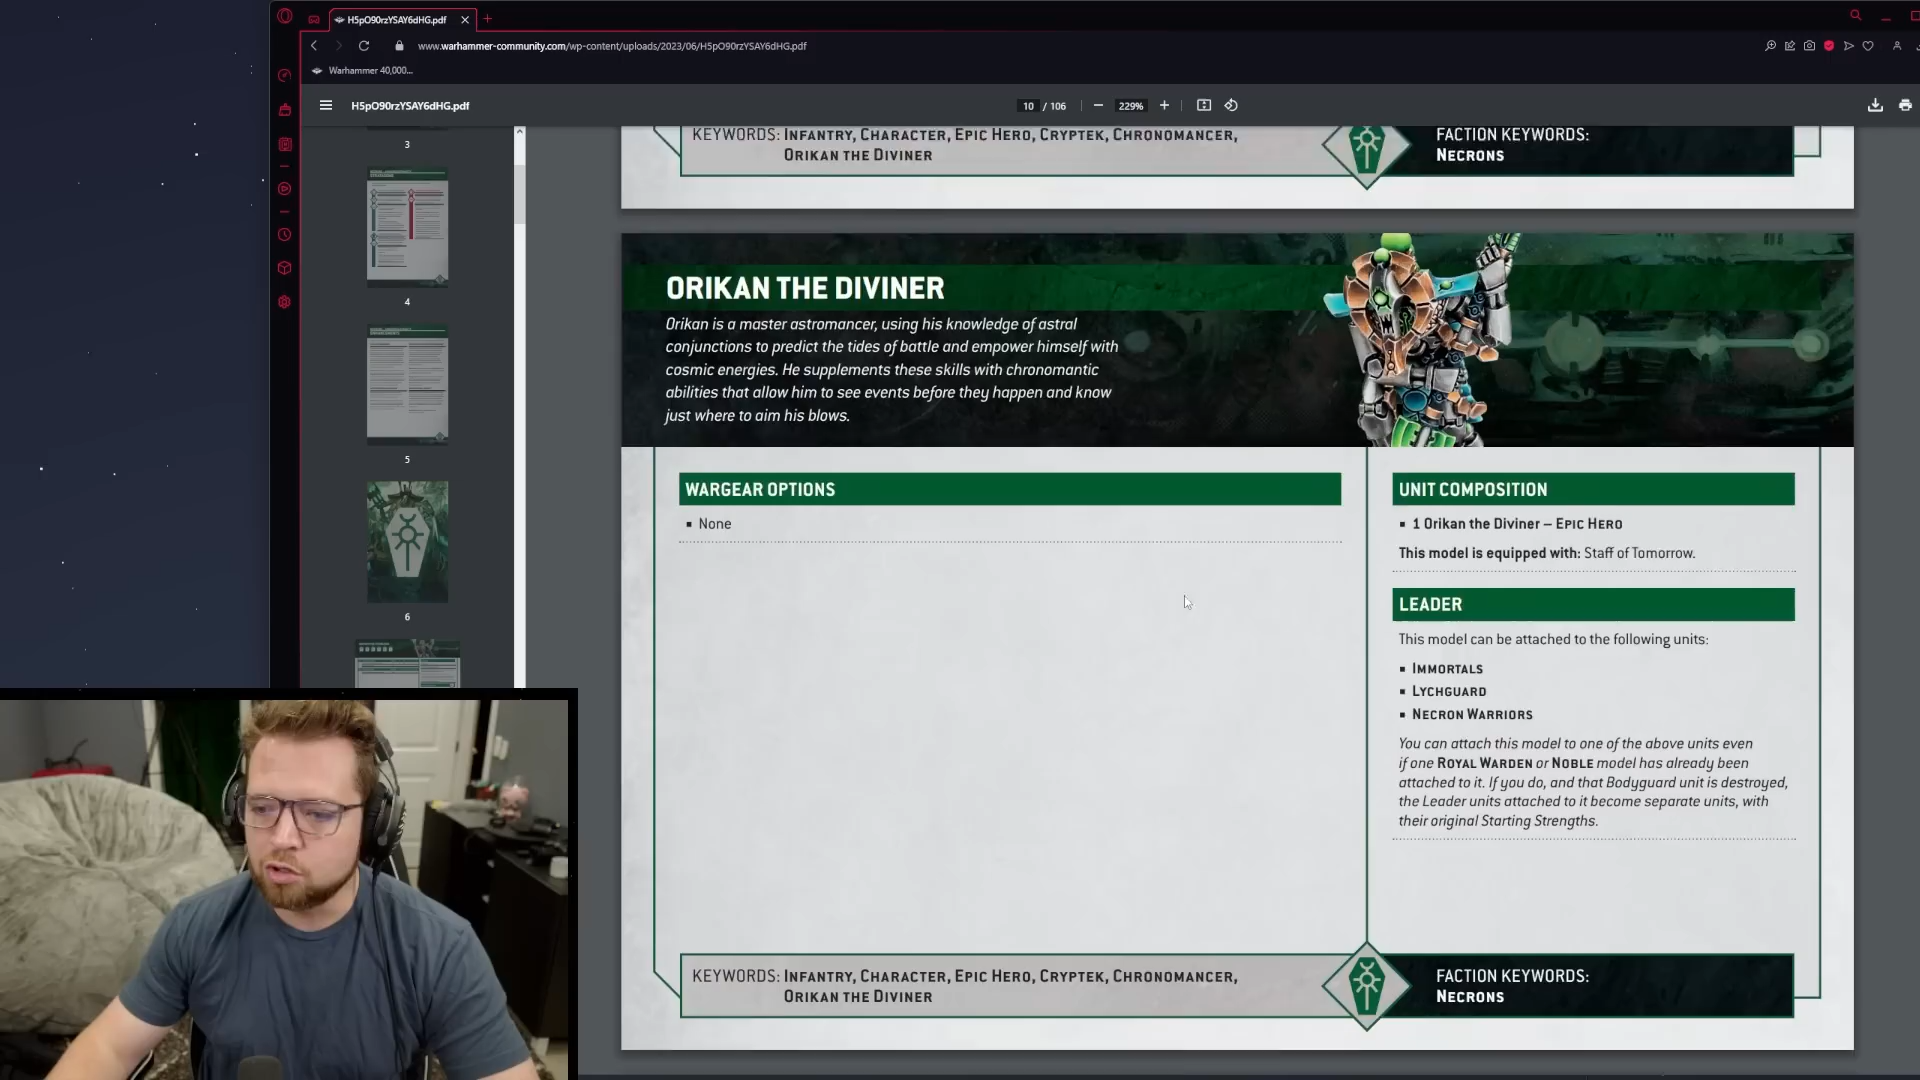 H5pO90rzYSAY6dHG.pdf
www.warhammer-community.com/wp-content/uploads/2023/06/H5pO90rzYSAY6dHG.pdf
Warhammer 40,000...
H5pO90rzYSAY6dHG.pdf
10 / 106
229%
3
4
5
6
KEYWORDS: INFANTRY, CHARACTER, EPIC HERO, CRYPTEK, CHRONOMANCER,
ORIKAN THE DIVINER
FACTION KEYWORDS:
NECRONS
ORIKAN THE DIVINER
Orikan is a master astromancer, using his knowledge of astral
conjunctions to predict the tides of battle and empower himself with
cosmic energies. He supplements these skills with chronomantic
abilities that allow him to see events before they happen and know
just where to aim his blows.
WARGEAR OPTIONS
▪ None
UNIT COMPOSITION
▪ 1 Orikan the Diviner – EPIC HERO
This model is equipped with: Staff of Tomorrow.
LEADER
This model can be attached to the following units:
▪ IMMORTALS
▪ LYCHGUARD
▪ NECRON WARRIORS
You can attach this model to one of the above units even
if one ROYAL WARDEN or NOBLE model has already been
attached to it. If you do, and that Bodyguard unit is destroyed,
the Leader units attached to it become separate units, with
their original Starting Strengths.
KEYWORDS: INFANTRY, CHARACTER, EPIC HERO, CRYPTEK, CHRONOMANCER,
ORIKAN THE DIVINER
FACTION KEYWORDS:
NECRONS